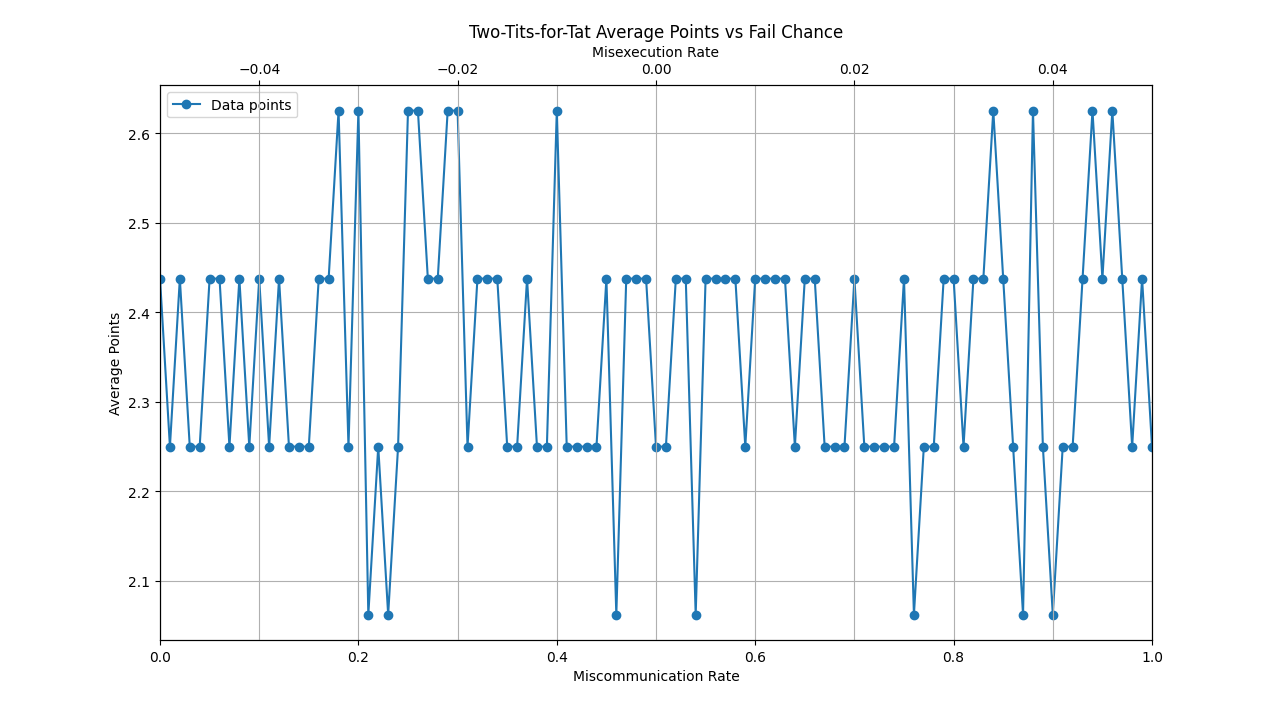 Two-Tits-for-Tat Average Points vs Fail Chance
Misexecution Rate
−0.04 −0.02 0.00 0.02 0.04
Data points
2.6
2.5
2.4
2.3
2.2
2.1
Average Points
0.0 0.2 0.4 0.6 0.8 1.0
Miscommunication Rate